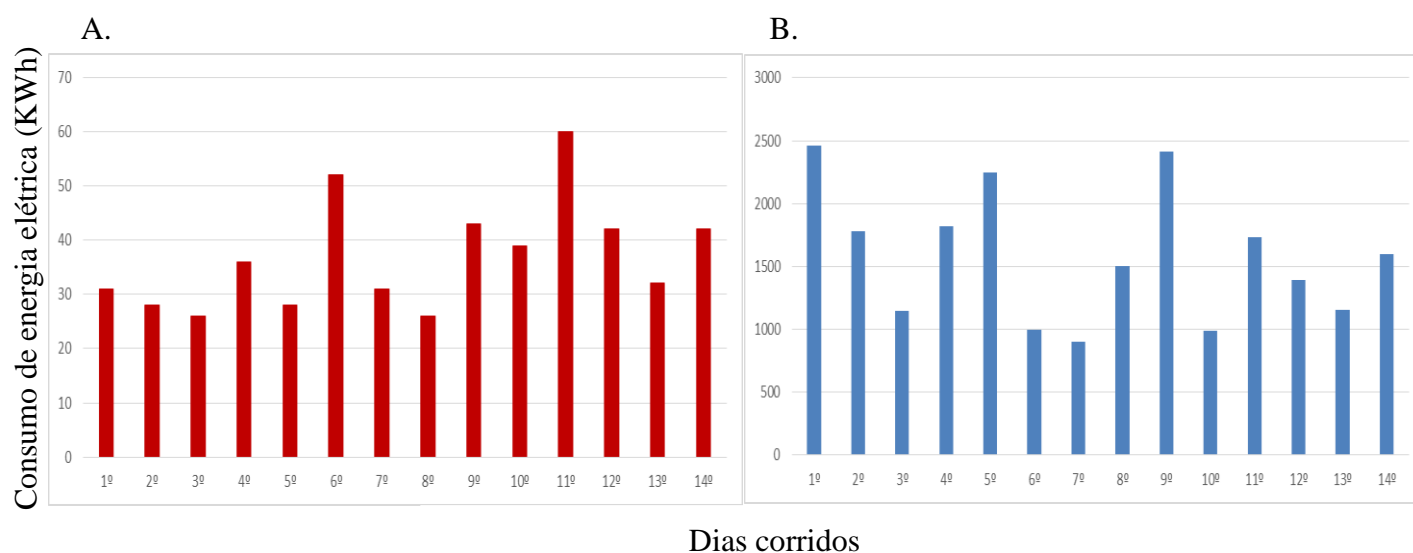 A.
B.
Consumo de energia elétrica (KWh)
70
60
50
40
30
20
10
0
1º 2º 3º 4º 5º 6º 7º 8º 9º 10º 11º 12º 13º 14º
3000
2500
2000
1500
1000
500
0
1º 2º 3º 4º 5º 6º 7º 8º 9º 10º 11º 12º 13º 14º
Dias corridos